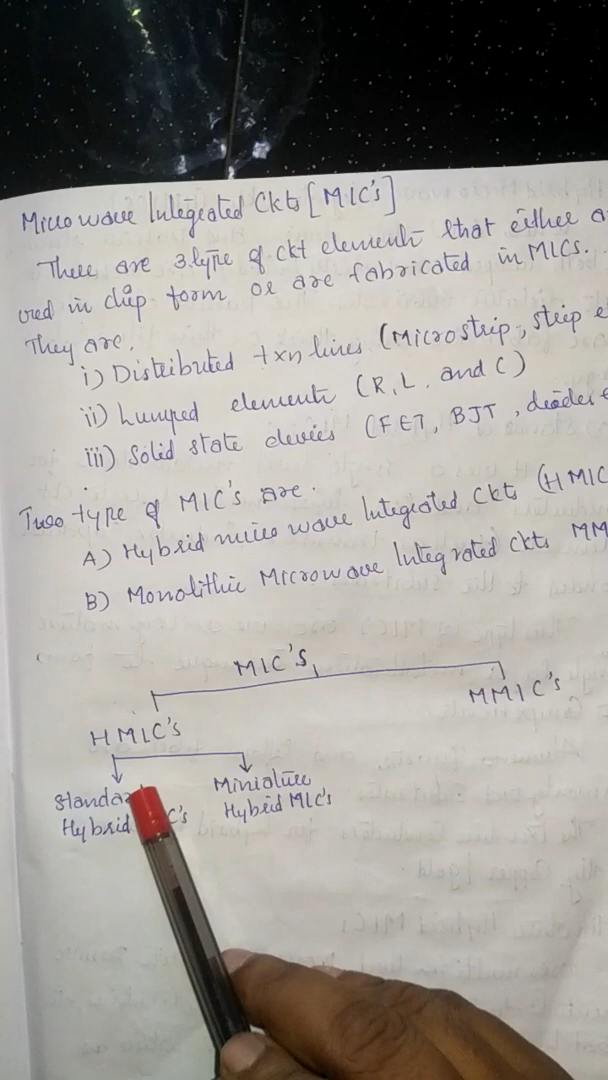 Microwave Integrated Ckts [MIC's]
There are 3 type of ckt elements that either a
used in chip form or are fabricated in MICs.
They are.
i) Distributed txn lines (Microstrip, strip e
ii) Lumped elements (R, L, and C)
iii) Solid state devices (FET, BJT, diodes e
Two type of MIC's are.
A) Hybrid micro wave Integrated Ckts (HMIC
B) Monolithic Microwave Integrated ckts MM
MIC's,
HMIC's MMIC's
Standa Miniature
Hybrid C's Hybrid MIC's